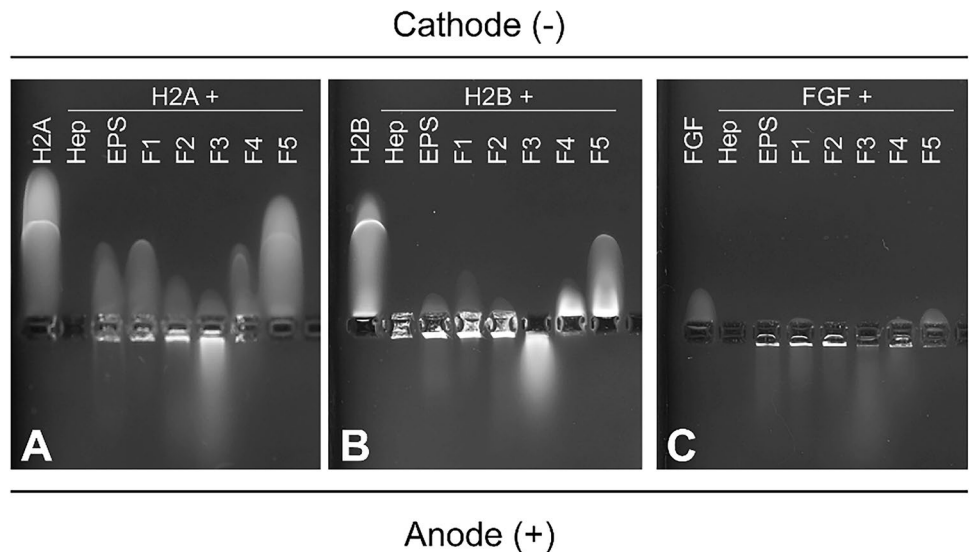 Cathode (-)
H2A +
H2A
Hep
EPS
F1
F2
F3
F4
F5
A
H2B +
H2B
Hep
EPS
F1
F2
F3
F4
F5
B
FGF +
FGF
Hep
EPS
F1
F2
F3
F4
F5
C
Anode (+)